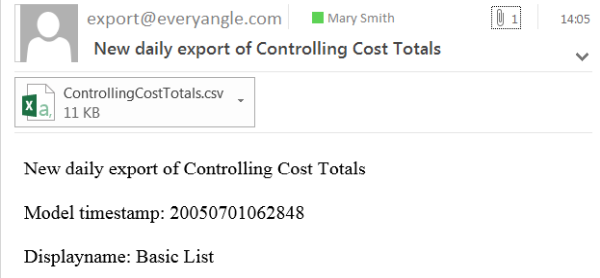 export@everyangle.com Mary Smith 1 14:05
New daily export of Controlling Cost Totals
ControllingCostTotals.csv
11 KB
New daily export of Controlling Cost Totals
Model timestamp: 20050701062848
Displayname: Basic List